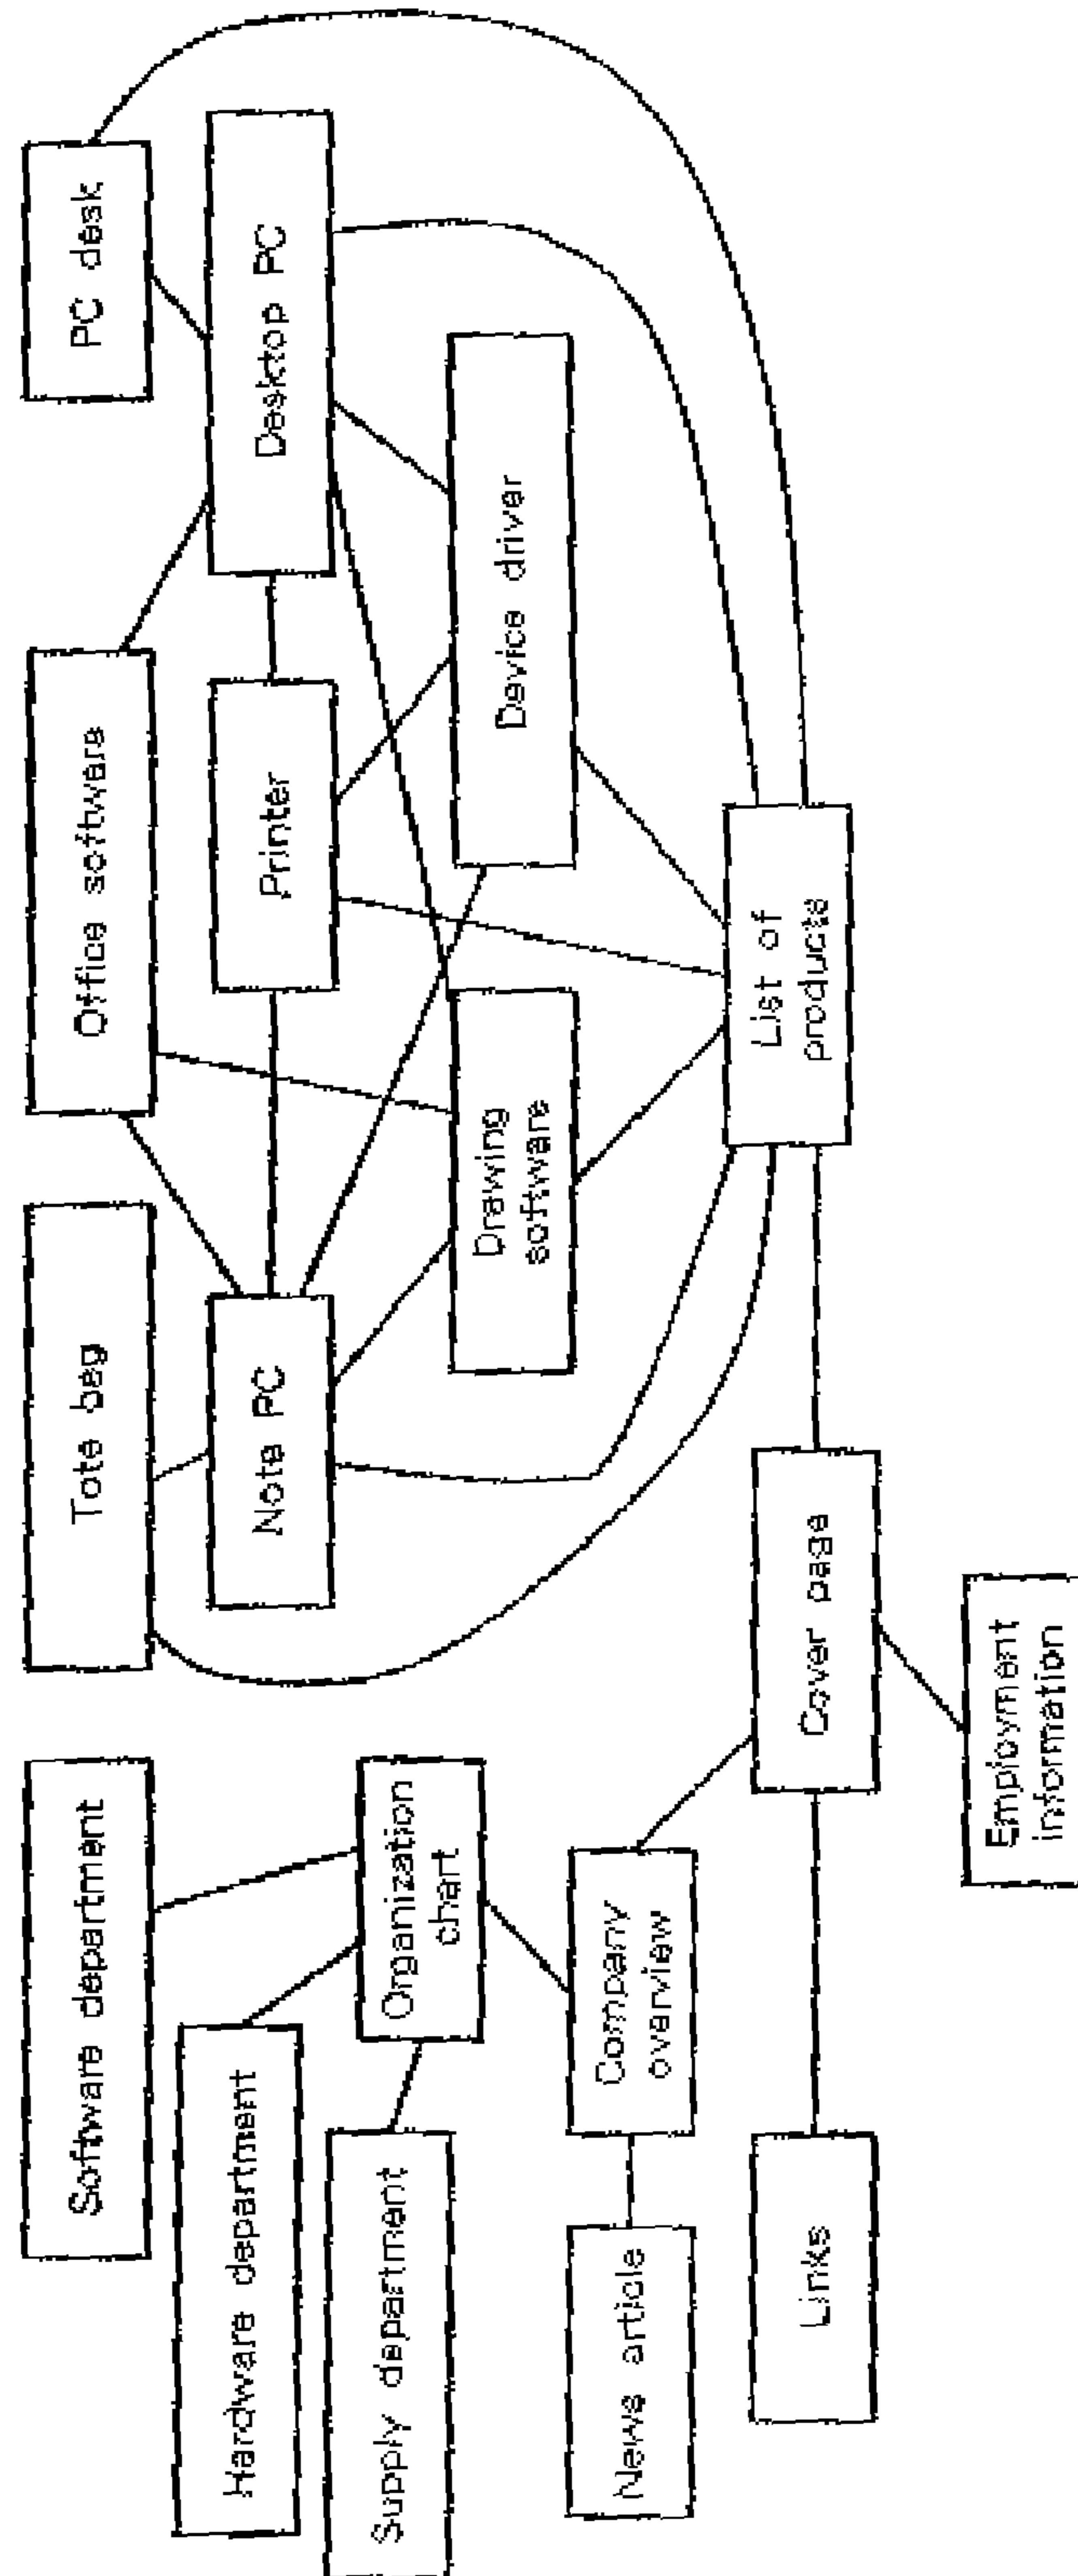 Software department
Tote bag
Office software
PC desk
Hardware department
Note PC
Printer
Desktop PC
Supply department
Organization
chart
Drawing
software
Device driver
News article
Company
overview
Links
Cover page
List of
products
Employment
information